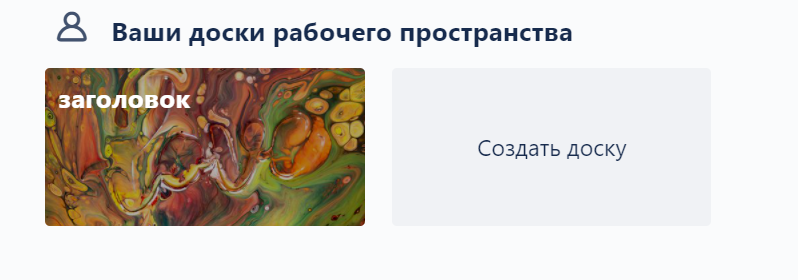 Ваши доски рабочего пространства
заголовок
Создать доску